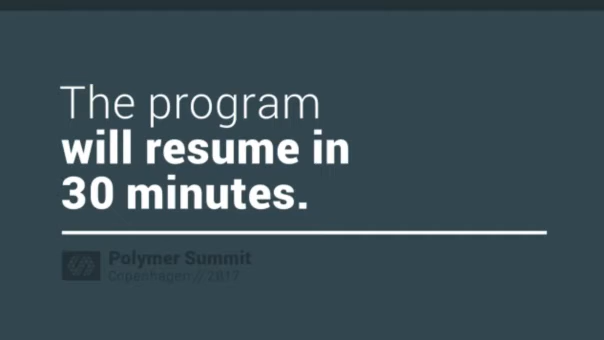 The program
will resume in
30 minutes.
Polymer Summit
Copenhagen // 2017